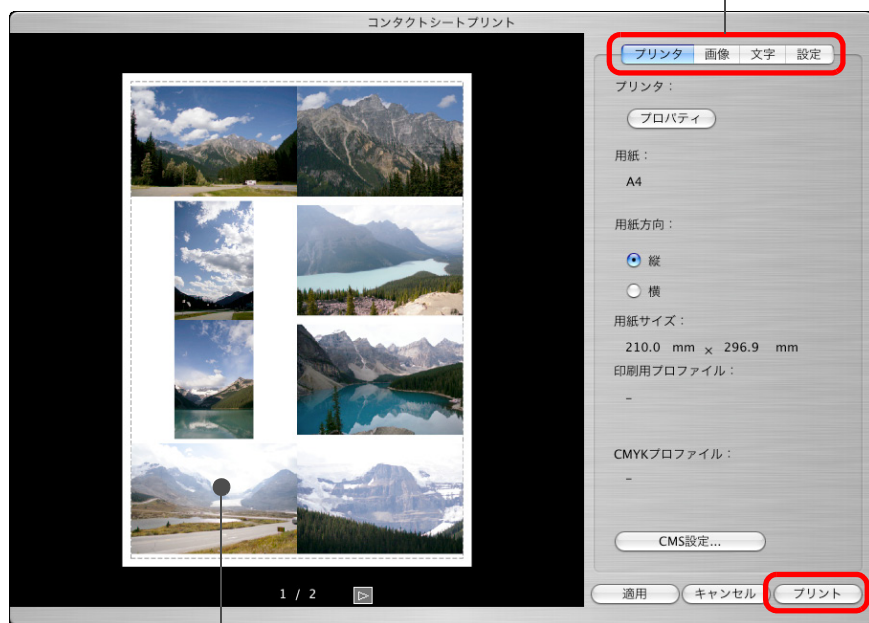 コンタクトシートプリント
プリンタ 画像 文字 設定
プリンタ：
プロパティ
用紙：
A4
用紙方向：
縦
横
用紙サイズ：
210.0 mm × 296.9 mm
印刷用プロファイル：
–
CMYKプロファイル：
–
CMS設定...
1 / 2
適用 キャンセル プリント